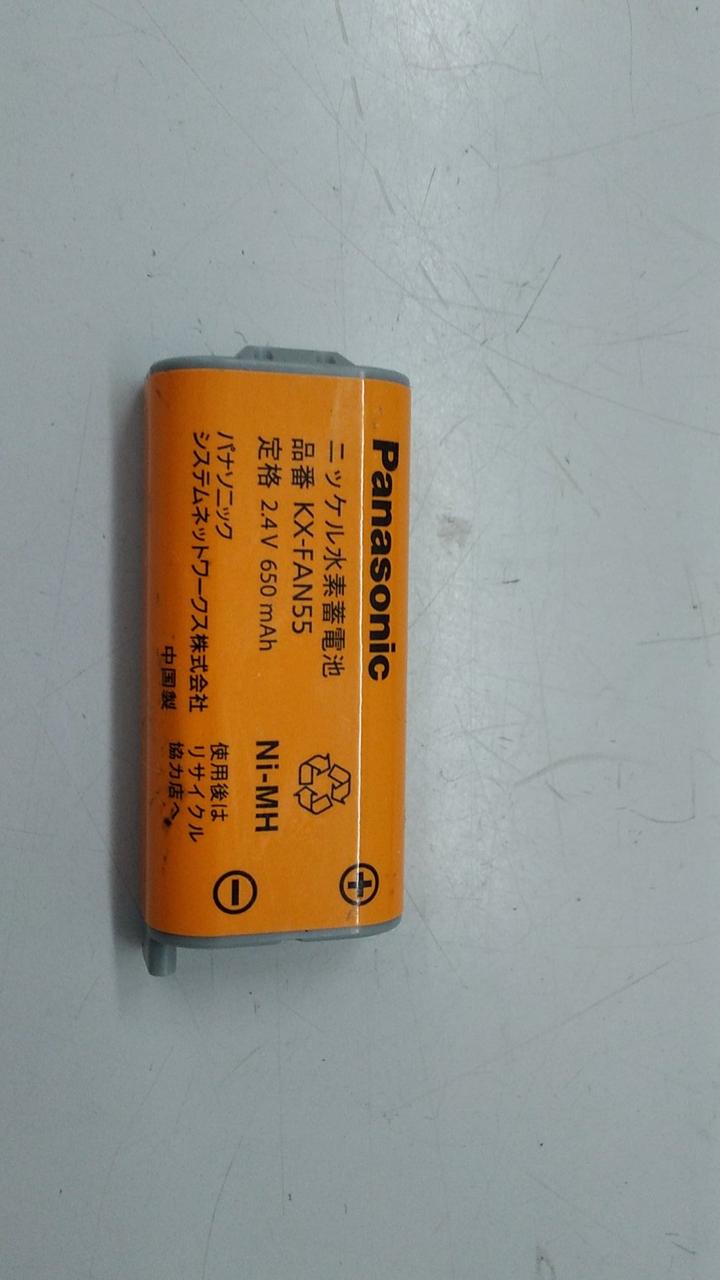 Panasonic
ニッケル水素蓄電池
品番 KX-FAN55
定格 2.4V 650 mAh
Ni-MH
パナソニック
システムネットワークス株式会社
中国製
使用後は
リサイクル
協力店へ